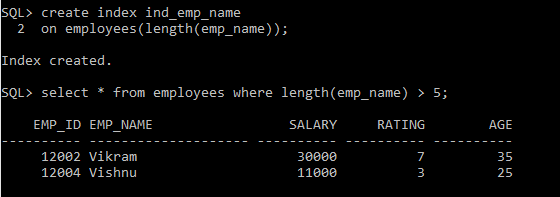 SQL> create index ind_emp_name
  2  on employees(length(emp_name));
Index created.
SQL> select * from employees where length(emp_name) > 5;
    EMP_ID EMP_NAME                 SALARY     RATING        AGE
---------- -------------------- ---------- ---------- ----------
     12002 Vikram                    30000          7         35
     12004 Vishnu                    11000          3         25